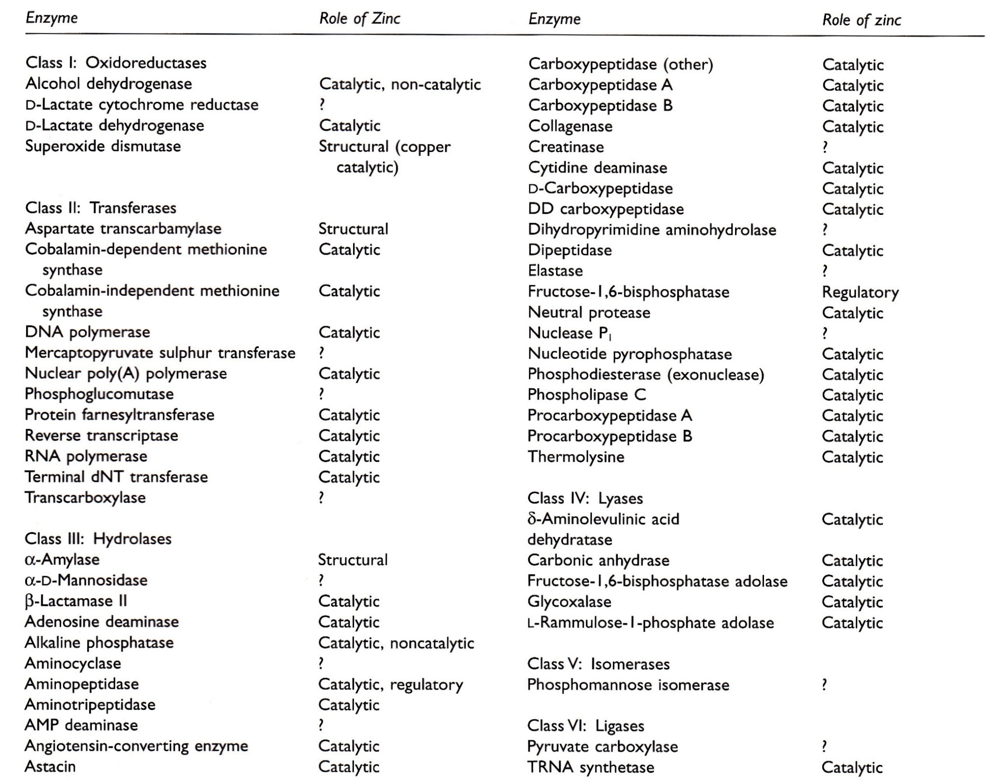 Enzyme Role of Zinc
Class I: Oxidoreductases
Alcohol dehydrogenase Catalytic, non-catalytic
D-Lactate cytochrome reductase ?
D-Lactate dehydrogenase Catalytic
Superoxide dismutase Structural (copper
catalytic)
Class II: Transferases
Aspartate transcarbamylase Structural
Cobalamin-dependent methionine Catalytic
synthase
Cobalamin-independent methionine Catalytic
synthase
DNA polymerase Catalytic
Mercaptopyruvate sulphur transferase ?
Nuclear poly(A) polymerase Catalytic
Phosphoglucomutase ?
Protein farnesyltransferase Catalytic
Reverse transcriptase Catalytic
RNA polymerase Catalytic
Terminal dNT transferase Catalytic
Transcarboxylase ?
Class III: Hydrolases
α-Amylase Structural
α-D-Mannosidase ?
β-Lactamase II Catalytic
Adenosine deaminase Catalytic
Alkaline phosphatase Catalytic, noncatalytic
Aminocyclase ?
Aminopeptidase Catalytic, regulatory
Aminotripeptidase Catalytic
AMP deaminase ?
Angiotensin-converting enzyme Catalytic
Astacin Catalytic
Enzyme Role of zinc
Carboxypeptidase (other) Catalytic
Carboxypeptidase A Catalytic
Carboxypeptidase B Catalytic
Collagenase Catalytic
Creatinase ?
Cytidine deaminase Catalytic
D-Carboxypeptidase Catalytic
DD carboxypeptidase Catalytic
Dihydropyrimidine aminohydrolase ?
Dipeptidase Catalytic
Elastase ?
Fructose-1,6-bisphosphatase Regulatory
Neutral protease Catalytic
Nuclease P₁ ?
Nucleotide pyrophosphatase Catalytic
Phosphodiesterase (exonuclease) Catalytic
Phospholipase C Catalytic
Procarboxypeptidase A Catalytic
Procarboxypeptidase B Catalytic
Thermolysine Catalytic
Class IV: Lyases
δ-Aminolevulinic acid Catalytic
dehydratase
Carbonic anhydrase Catalytic
Fructose-1,6-bisphosphatase adolase Catalytic
Glycoxalase Catalytic
L-Rammulose-1-phosphate adolase Catalytic
Class V: Isomerases
Phosphomannose isomerase ?
Class VI: Ligases
Pyruvate carboxylase ?
TRNA synthetase Catalytic